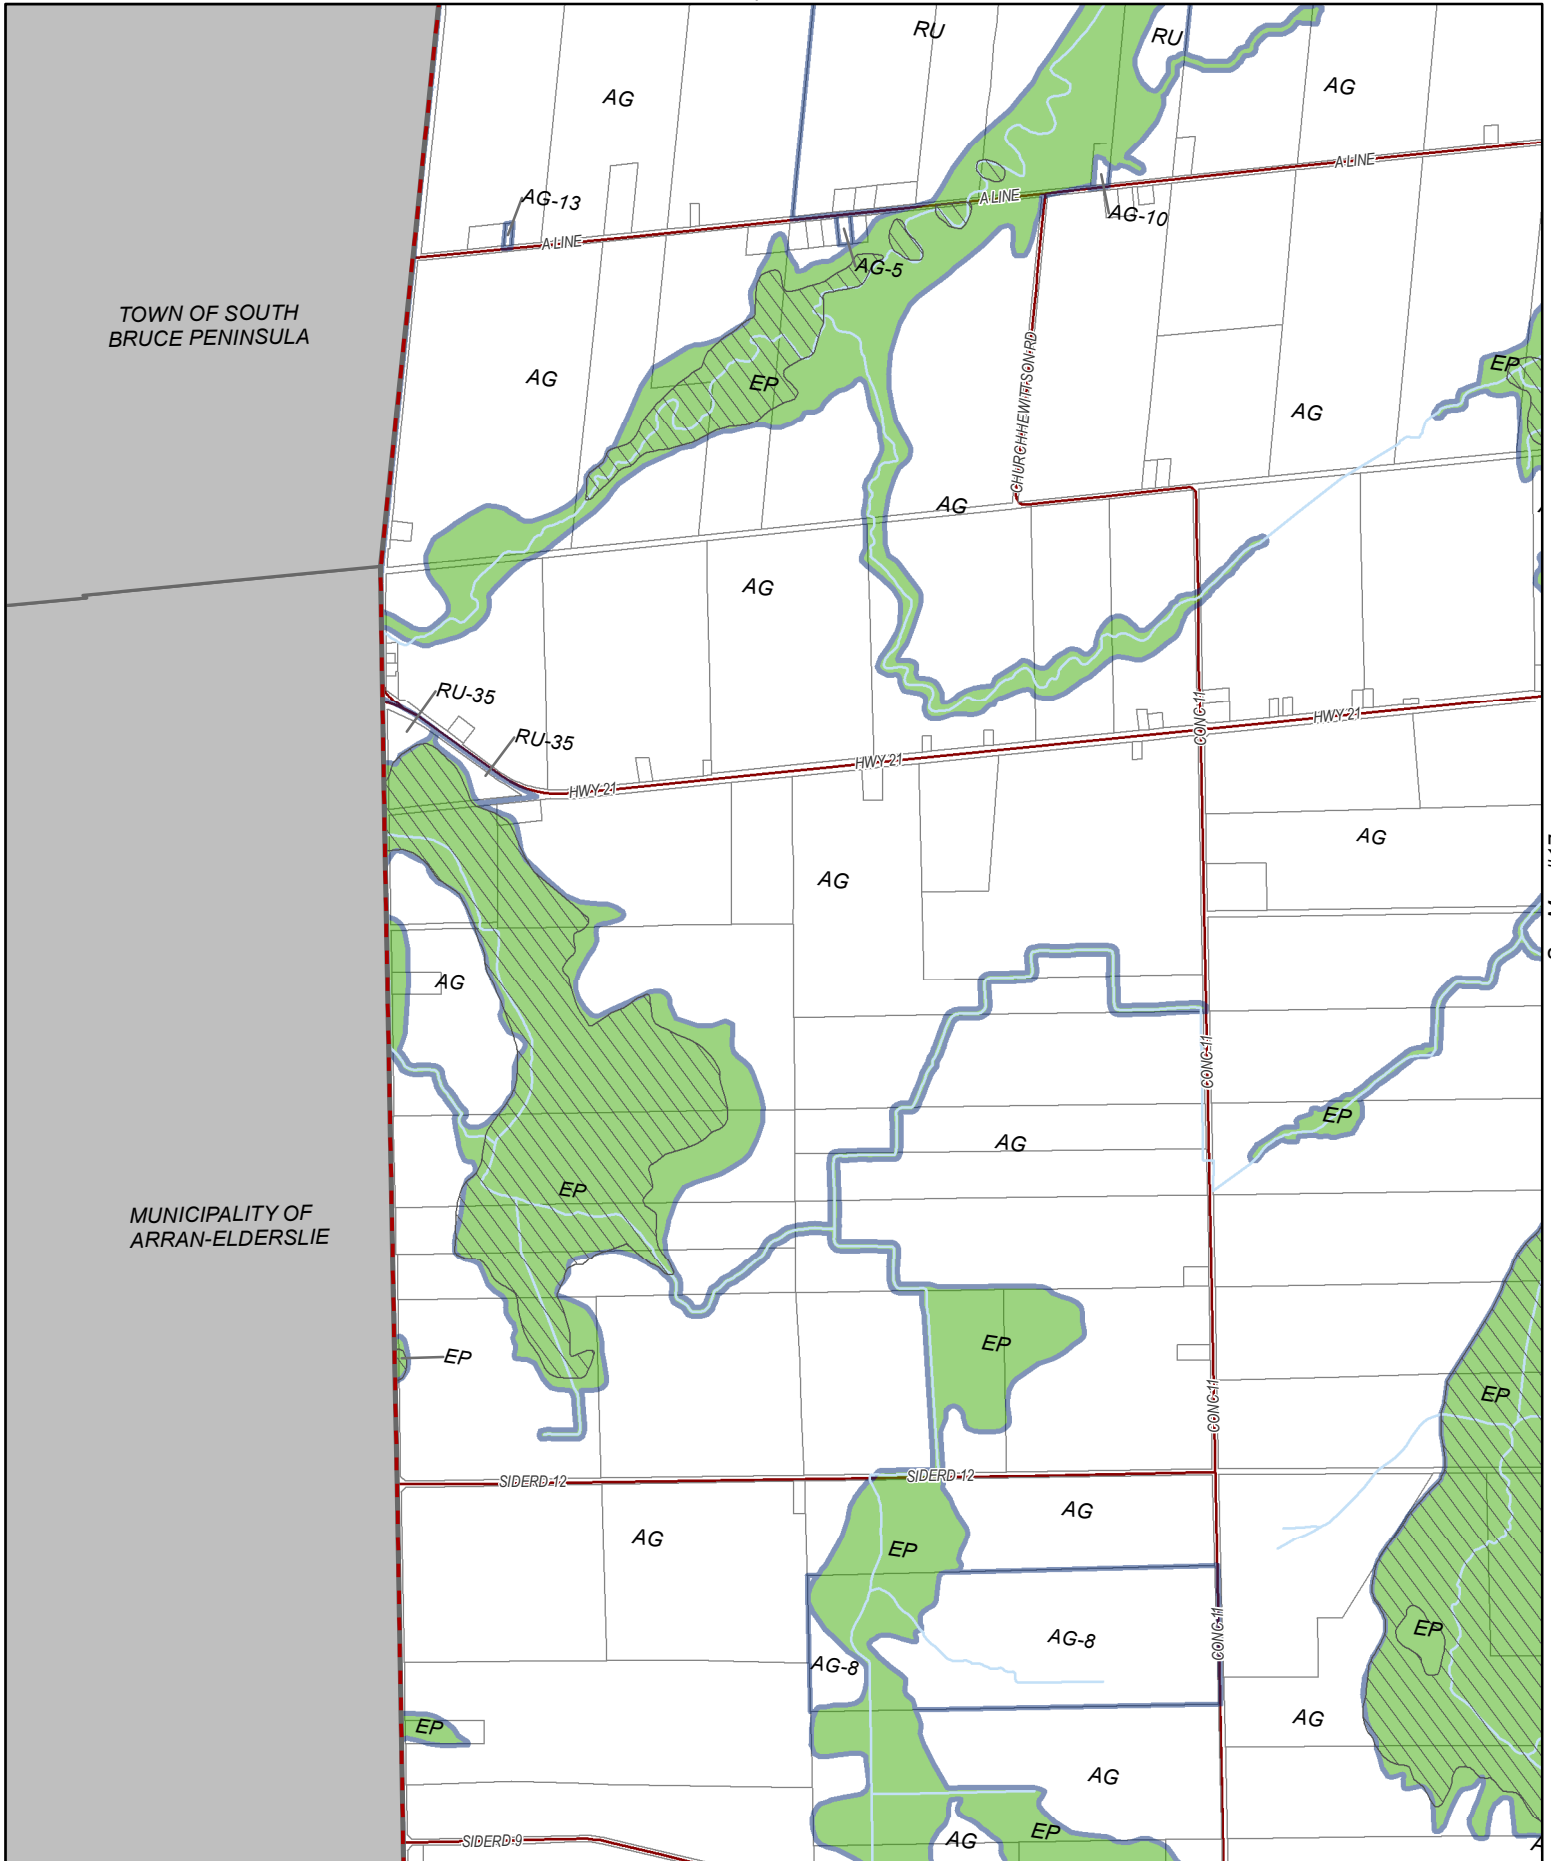 RU
RU
AG
AG
A LINE
AG-13
A LINE
AG-10
A LINE
AG-5
TOWN OF SOUTH
BRUCE PENINSULA
CHURCH HEWITTSON RD
EP
AG
EP
AG
AG
AG
RU-35
RU-35
CONC 11
HWY 21
HWY 21
HWY 21
AG
AG
AG
CONC 11
EP
AG
EP
MUNICIPALITY OF
ARRAN-ELDERSLIE
EP
EP
EP
CONC 11
SIDERD 12
SIDERD 12
AG
AG
EP
CONC 11
EP
AG-8
AG-8
AG
EP
AG
EP
AG
SIDERD 9